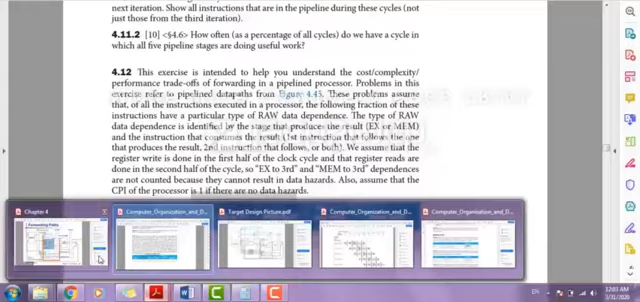 next iteration. Show all instructions that are in the pipeline during these cycles (not
just those from the third iteration).
4.11.2 [10] <§4.6> How often (as a percentage of all cycles) do we have a cycle in
which all five pipeline stages are doing useful work?
4.12 This exercise is intended to help you understand the cost/complexity/
performance trade-offs of forwarding in a pipelined processor. Problems in this
exercise refer to pipelined datapaths from Figure 4.45. These problems assume
that, of all the instructions executed in a processor, the following fraction of these
instructions have a particular type of RAW data dependence. The type of RAW
data dependence is identified by the stage that produces the result (EX or MEM)
and the instruction that consumes the result (1st instruction that follows the one
that produces the result, 2nd instruction that follows, or both). We assume that the
register write is done in the first half of the clock cycle and that register reads are
done in the second half of the cycle, so "EX to 3rd" and "MEM to 3rd" dependences
are not counted because they cannot result in data hazards. Also, assume that the
CPI of the processor is 1 if there are no data hazards.
Chapter 4
Computer_Organization_and_D...
Target Design Picture.pdf
Computer_Organization_and_D...
Computer_Organization_and_D...
Forwarding Paths
EN
12:03 AM
3/31/2020